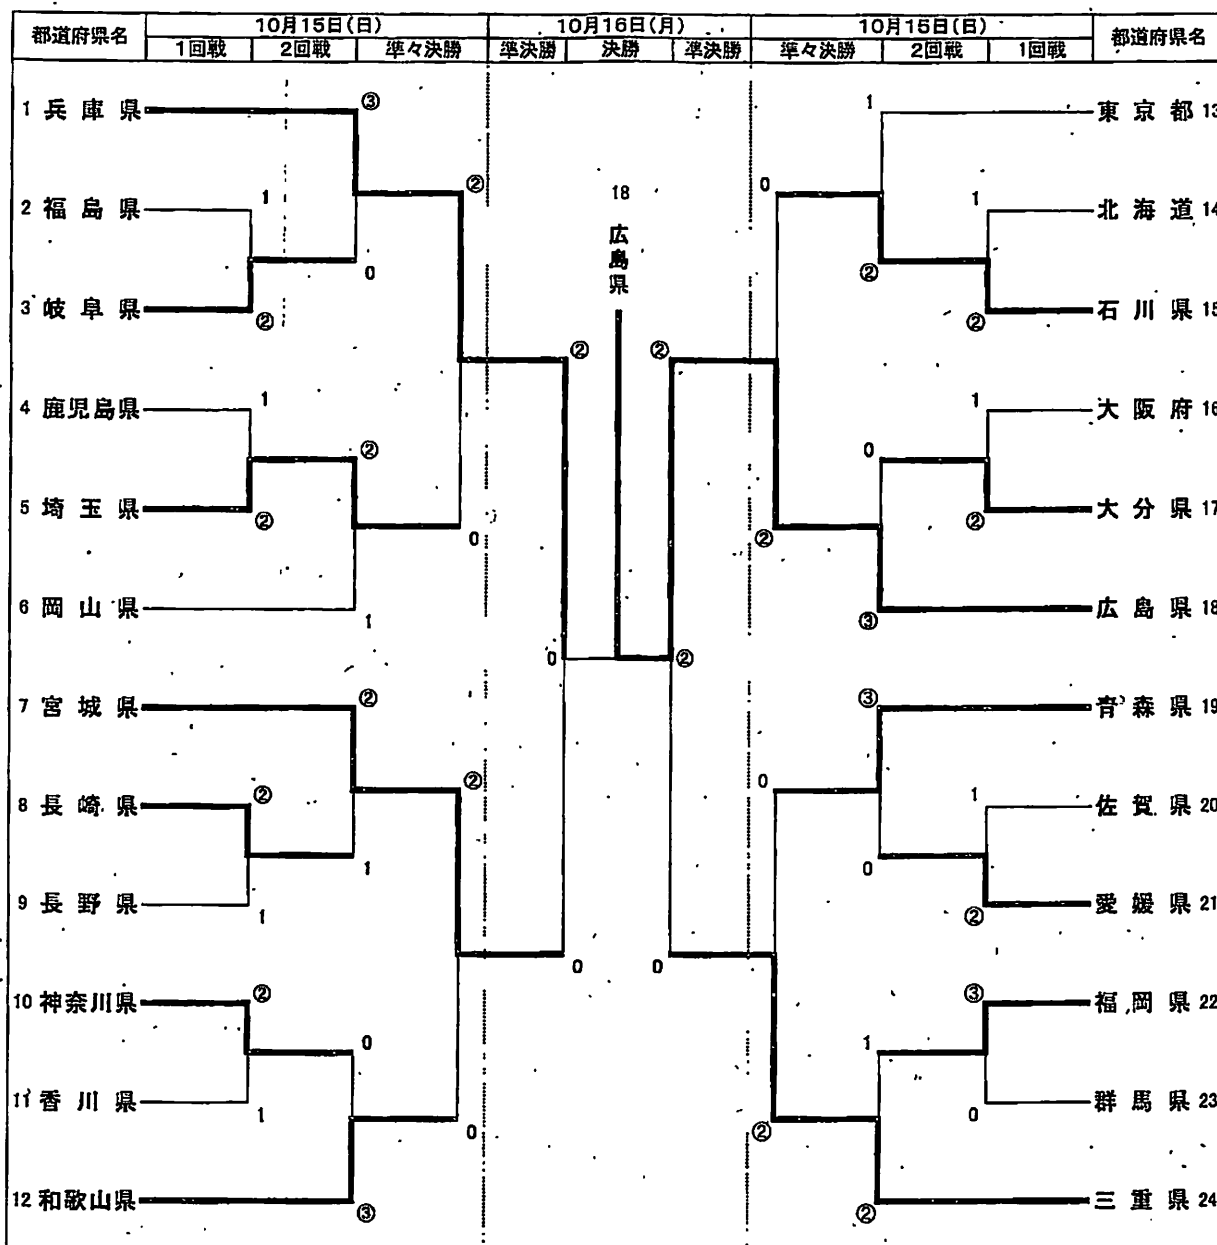 都道府県名 10月15日(日) 10月16日(月) 10月15日(日) 都道府県名
1回戦 2回戦 準々決勝 準決勝 決勝 準決勝 準々決勝 2回戦 1回戦
1 兵庫県 ③ 1 東京都 13
② 18 0
2 福島県 1 1 北海道 14
広島県
0 ②
3 岐阜県 ② ② 石川県 15
② ②
4 鹿児島県 1 1 大阪府 16
② 0
5 埼玉県 ② ② 大分県 17
0 ②
6 岡山県 1 ③ 広島県 18
0 ②
7 宮城県 ② ③ 青森県 19
② 0
8 長崎県 ② 1 佐賀県 20
1 0
9 長野県 1 ② 愛媛県 21
0 0
10 神奈川県 ② ③ 福岡県 22
0 1
11 香川県 1 0 群馬県 23
0 ②
12 和歌山県 ③ ② 三重県 24